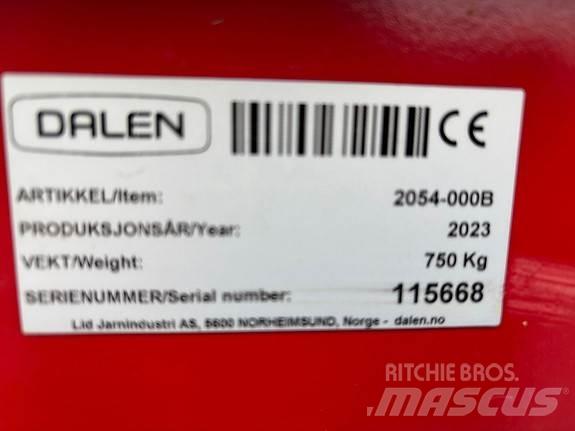 DALEN
CE
ARTIKKEL/Item: 2054-000B
PRODUKSJONSÅR/Year: 2023
VEKT/Weight: 750 Kg
SERIENUMMER/Serial number: 115668
Lid Jarnindustri AS, 5600 NORHEIMSUND, Norge - dalen.no
RITCHIE BROS.
MASCUS